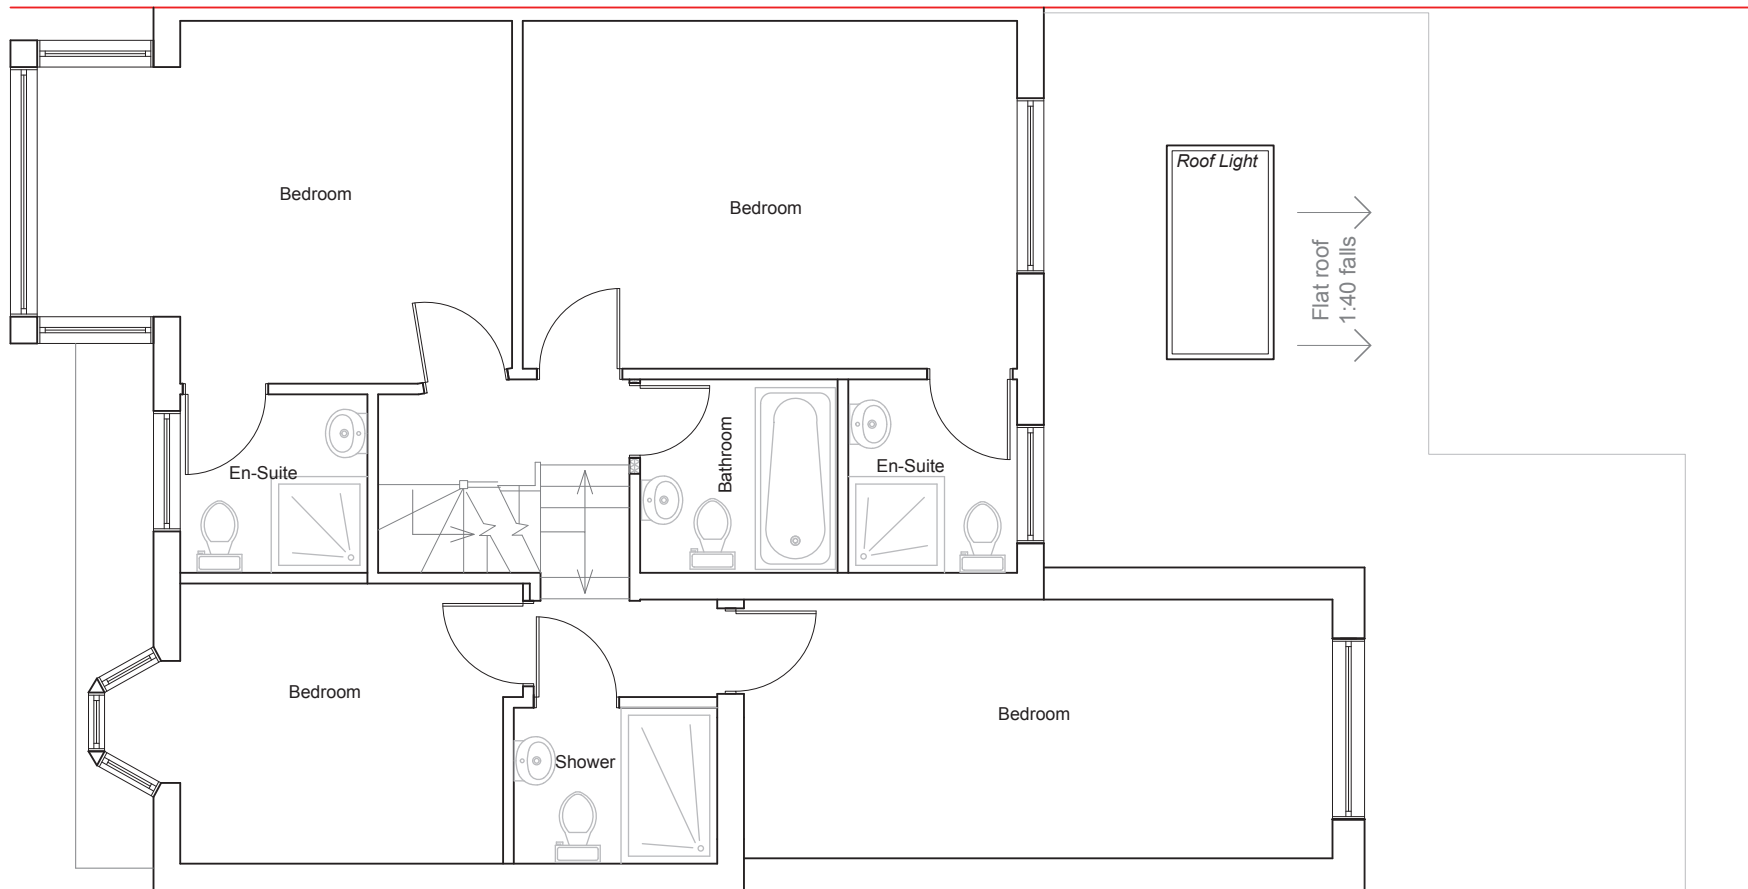 Roof Light
Bedroom
Bedroom
Flat roof
1:40 falls
En-Suite
Bathroom
En-Suite
Bedroom
Bedroom
Shower